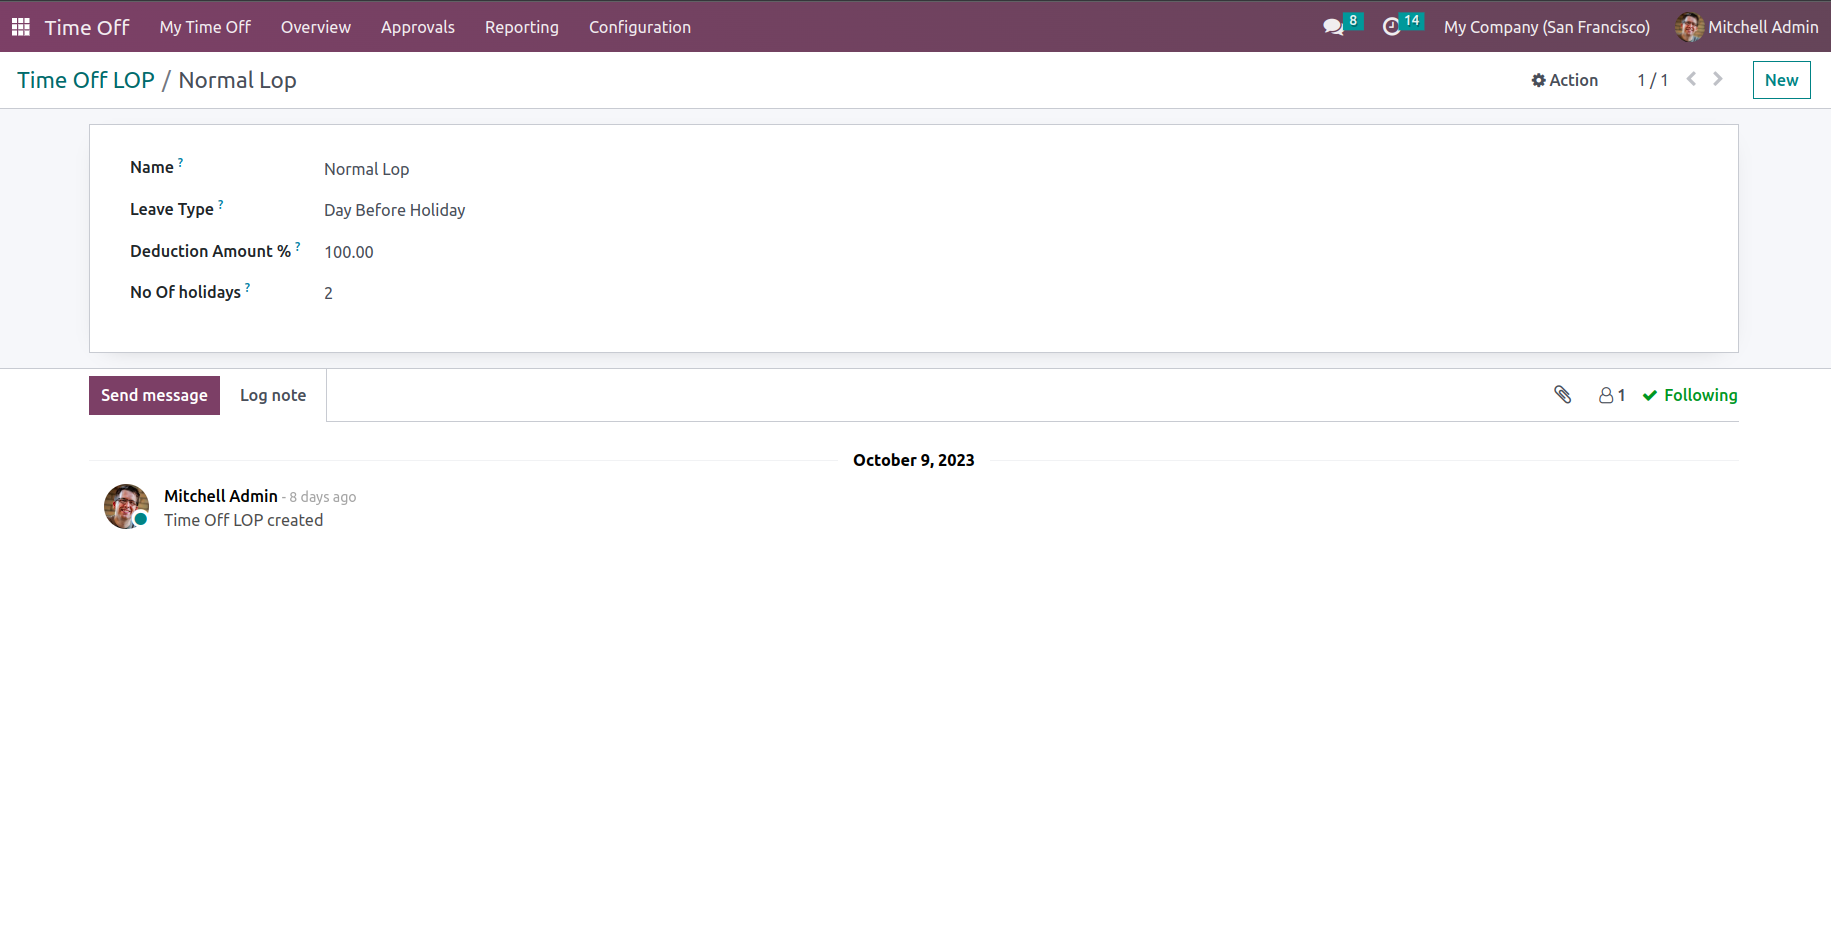 Time Off My Time Off Overview Approvals Reporting Configuration 8 14 My Company (San Francisco) Mitchell Admin
Time Off LOP / Normal Lop Action 1 / 1 New
Name ? Normal Lop
Leave Type ? Day Before Holiday
Deduction Amount % ? 100.00
No Of holidays ? 2
Send message Log note 1 Following
October 9, 2023
Mitchell Admin - 8 days ago
Time Off LOP created